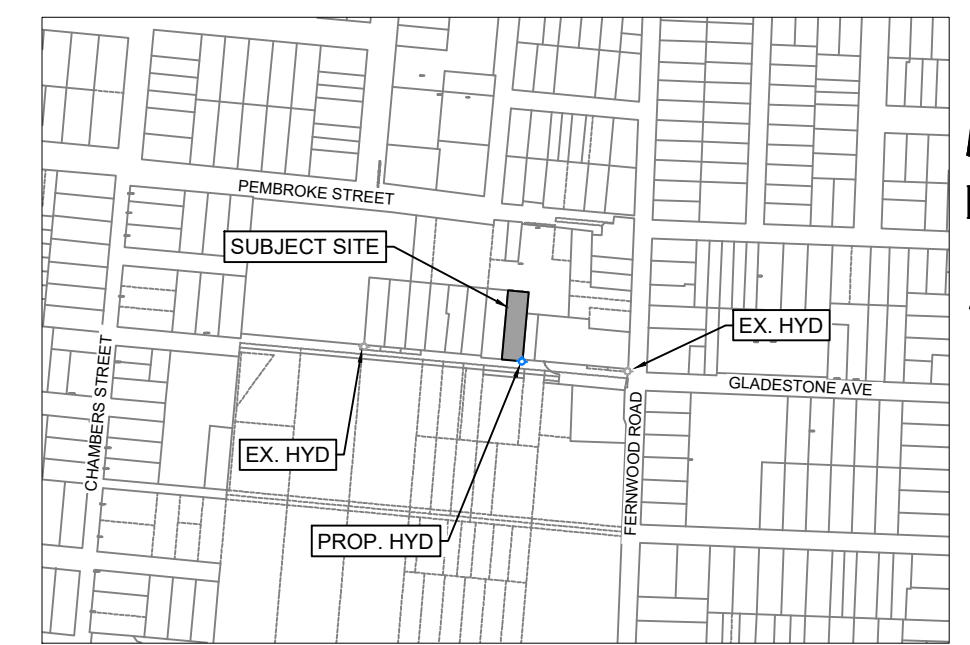 PEMBROKE STREET
SUBJECT SITE
EX. HYD
GLADESTONE AVE
CHAMBERS STREET
FERNWOOD ROAD
EX. HYD
PROP. HYD